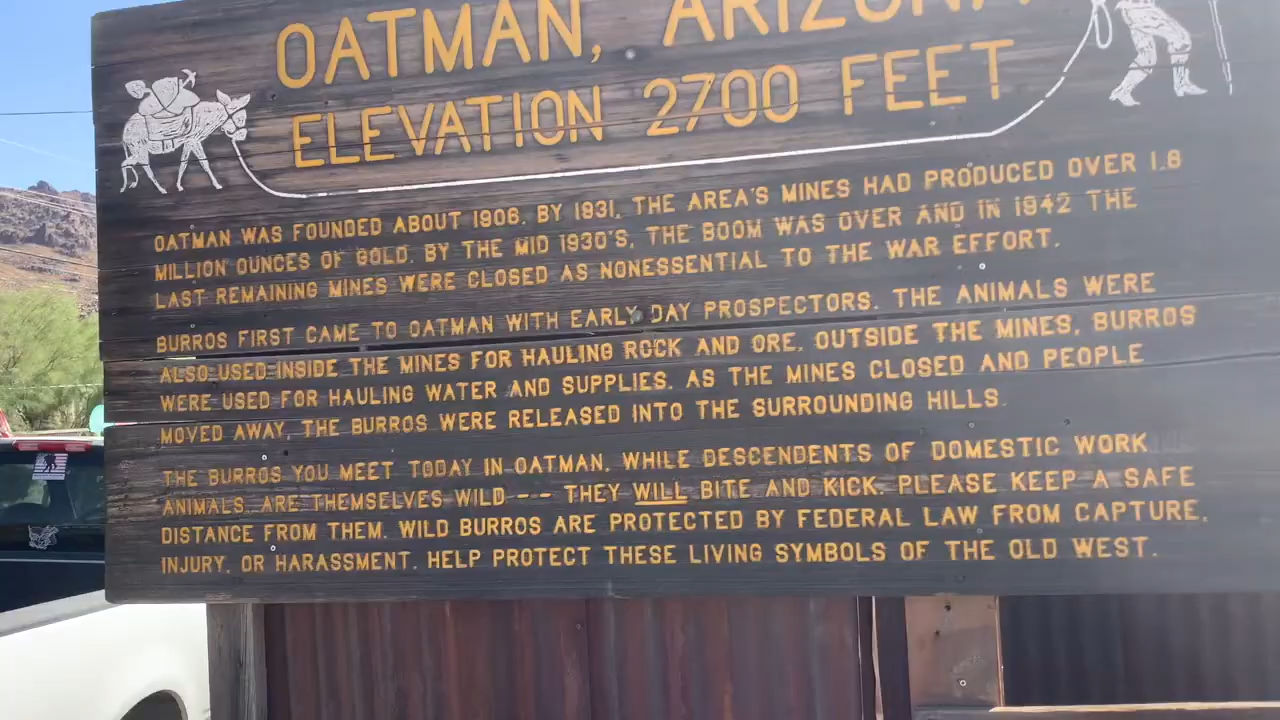 OATMAN, ARIZONA
ELEVATION 2700 FEET
OATMAN WAS FOUNDED ABOUT 1906. BY 1931, THE AREA'S MINES HAD PRODUCED OVER 1.8
MILLION OUNCES OF GOLD. BY THE MID 1930'S, THE BOOM WAS OVER AND IN 1942 THE
LAST REMAINING MINES WERE CLOSED AS NONESSENTIAL TO THE WAR EFFORT.
BURROS FIRST CAME TO OATMAN WITH EARLY DAY PROSPECTORS. THE ANIMALS WERE
ALSO USED INSIDE THE MINES FOR HAULING ROCK AND ORE. OUTSIDE THE MINES, BURROS
WERE USED FOR HAULING WATER AND SUPPLIES. AS THE MINES CLOSED AND PEOPLE
MOVED AWAY, THE BURROS WERE RELEASED INTO THE SURROUNDING HILLS.
THE BURROS YOU MEET TODAY IN OATMAN, WHILE DESCENDENTS OF DOMESTIC WORK
ANIMALS, ARE THEMSELVES WILD --- THEY WILL BITE AND KICK. PLEASE KEEP A SAFE
DISTANCE FROM THEM. WILD BURROS ARE PROTECTED BY FEDERAL LAW FROM CAPTURE,
INJURY, OR HARASSMENT. HELP PROTECT THESE LIVING SYMBOLS OF THE OLD WEST.